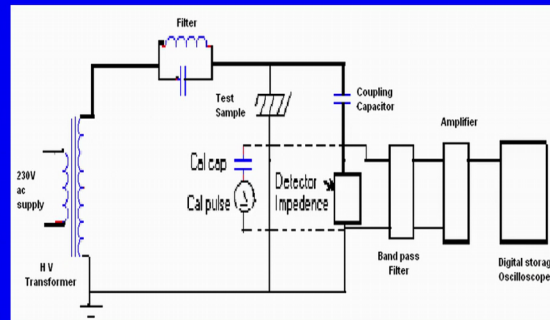 Filter
Test
Sample
Coupling
Capacitor
Amplifier
Cal cap
Cal pulse
Detector
Impedence
230V
ac
supply
H V
Transformer
Band pass
Filter
Digital storag
Oscilloscope